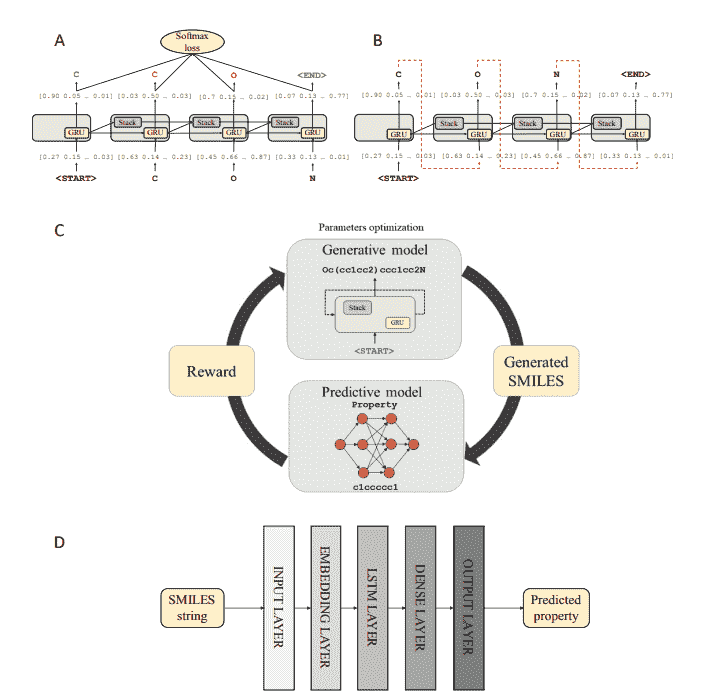 A
Softmax
loss
C C O <END>
[0.90 0.05 … 0.01] [0.03 0.50 … 0.03] [0.7 0.15 … 0.02] [0.07 0.13 … 0.77]
Stack Stack Stack
GRU GRU GRU GRU
[0.27 0.15 … 0.03] [0.63 0.14 … 0.23] [0.45 0.66 … 0.87] [0.33 0.13 … 0.01]
<START> C O N
B
C O N <END>
[0.90 0.05 … 0.01] [0.03 0.50 … 0.03] [0.7 0.15 … 0.02] [0.07 0.13 … 0.77]
Stack Stack Stack
GRU GRU GRU GRU
[0.27 0.15 … 0.03] [0.63 0.14 … 0.23] [0.45 0.66 … 0.87] [0.33 0.13 … 0.01]
<START>
C
Parameters optimization
Generative model
Oc(cc1cc2)ccc1cc2N
Stack
GRU
<START>
Reward
Generated
SMILES
Predictive model
Property
c1ccccc1
D
SMILES
string
INPUT LAYER
EMBEDDING LAYER
LSTM LAYER
DENSE LAYER
OUTPUT LAYER
Predicted
property